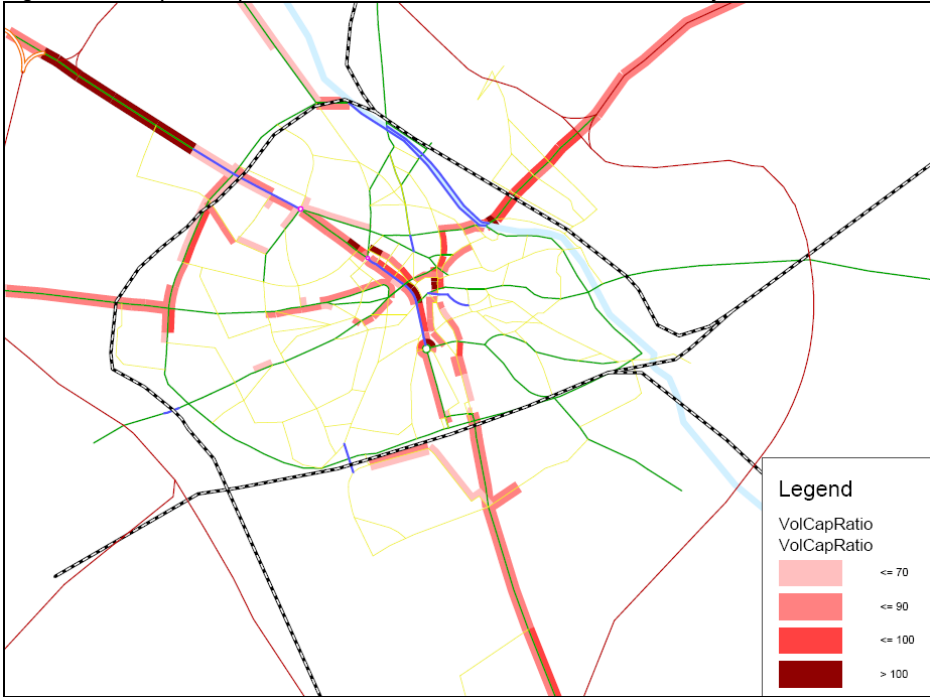 Legend
VolCapRatio
VolCapRatio
<= 70
<= 90
<= 100
> 100